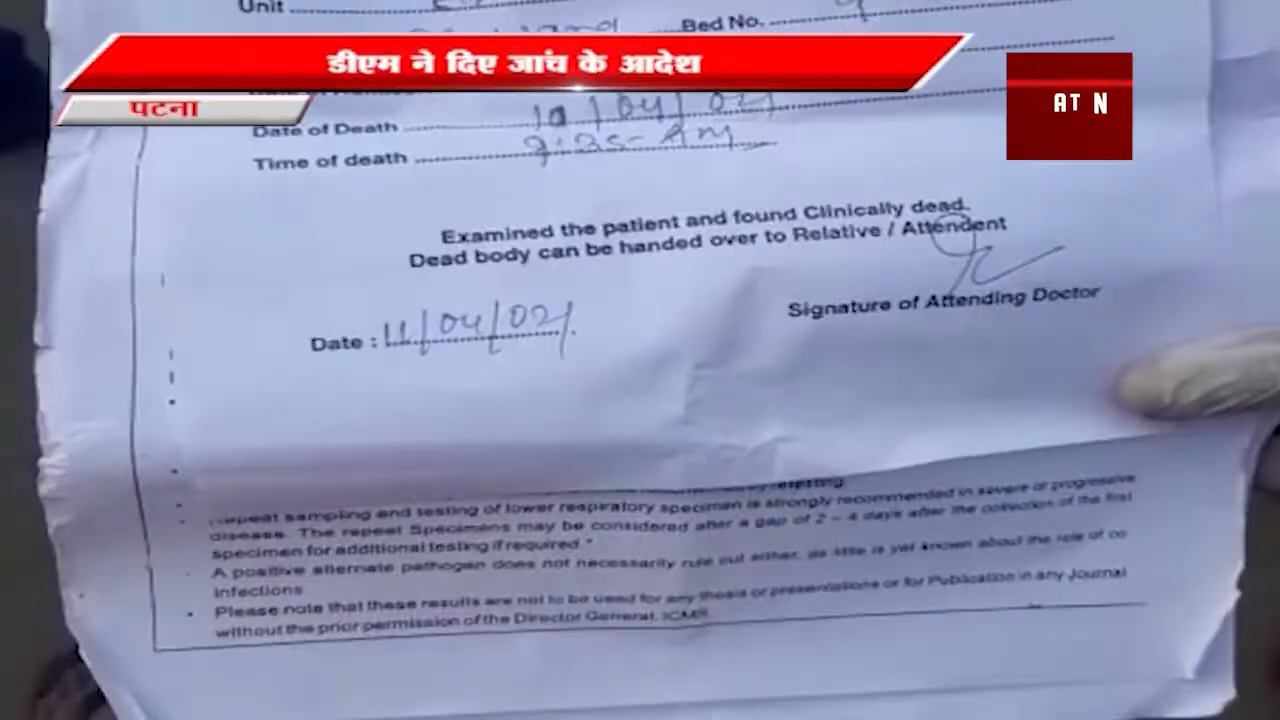 Unit
Bed No.
डीएम ने दिए जांच के आदेश
AT N
पटना
Date of Death 10/04/021
Time of death 9:35-AM
Examined the patient and found Clinically dead.
Dead body can be handed over to Relative / Attendent
Signature of Attending Doctor
Date : 11/04/021
Repeat sampling and testing of lower respiratory specimen is strongly recommended in severe or progressive
disease. The repeat Specimens may be considered after a gap of 2 – 4 days after the collection of the first
specimen for additional testing if required.*
A positive alternate pathogen does not necessarily rule out either, as little is yet known about the role of co
infections
Please note that these results are not to be used for any thesis or presentations or for Publication in any Journal
without the prior permission of the Director General, ICMR